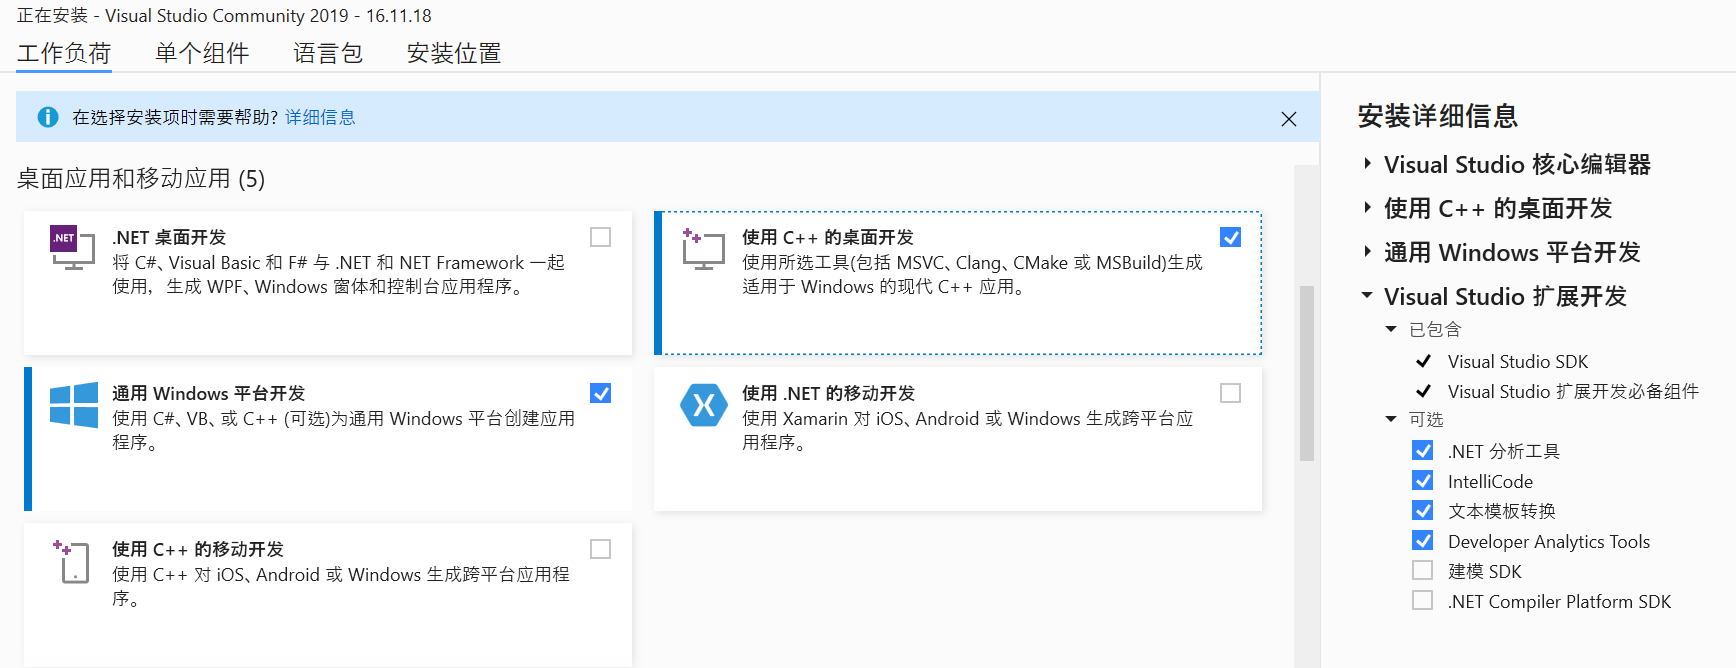 正在安装 - Visual Studio Community 2019 - 16.11.18
工作负荷 单个组件 语言包 安装位置
在选择安装项时需要帮助? 详细信息
桌面应用和移动应用 (5)
.NET
.NET 桌面开发
将 C#、Visual Basic 和 F# 与 .NET 和 NET Framework 一起
使用，生成 WPF、Windows 窗体和控制台应用程序。
使用 C++ 的桌面开发
使用所选工具(包括 MSVC、Clang、CMake 或 MSBuild)生成
适用于 Windows 的现代 C++ 应用。
通用 Windows 平台开发
使用 C#、VB、或 C++ (可选)为通用 Windows 平台创建应用
程序。
使用 .NET 的移动开发
使用 Xamarin 对 iOS、Android 或 Windows 生成跨平台应
用程序。
使用 C++ 的移动开发
使用 C++ 对 iOS、Android 或 Windows 生成跨平台应用程
序。
安装详细信息
Visual Studio 核心编辑器
使用 C++ 的桌面开发
通用 Windows 平台开发
Visual Studio 扩展开发
已包含
Visual Studio SDK
Visual Studio 扩展开发必备组件
可选
.NET 分析工具
IntelliCode
文本模板转换
Developer Analytics Tools
建模 SDK
.NET Compiler Platform SDK